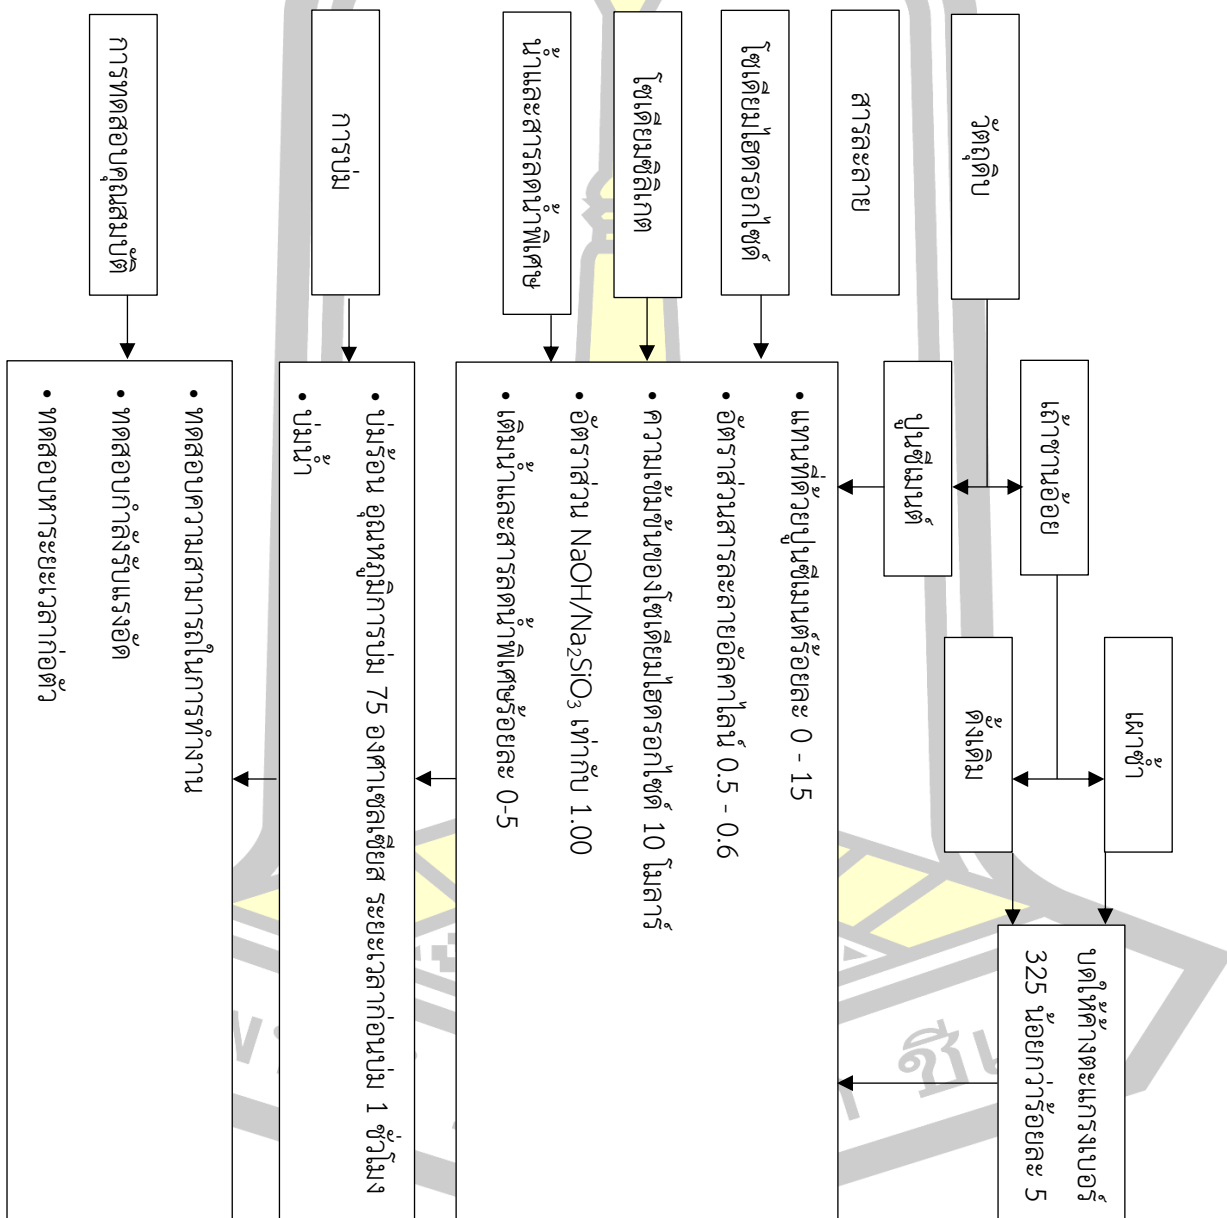 วัตถุดิบ
เถ้าชานอ้อย
เผาซ้ำ
ดั้งเดิม
บดให้ค้างตะแกรงเบอร์
325 น้อยกว่าร้อยละ 5
ปูนซีเมนต์
สารละลาย
โซเดียมไฮดรอกไซด์
โซเดียมซิลิเกต
น้ำและสารลดน้ำพิเศษ
• แทนที่ด้วยปูนซีเมนต์ร้อยละ 0 - 15
• อัตราส่วนสารละลายอัลคาไลน์ 0.5 - 0.6
• ความเข้มข้นของโซเดียมไฮดรอกไซด์ 10 โมลาร์
• อัตราส่วน NaOH/Na₂SiO₃ เท่ากับ 1.00
• เติมน้ำและสารลดน้ำพิเศษร้อยละ 0-5
การบ่ม
• บ่มร้อน อุณหภูมิการบ่ม 75 องศาเซลเซียส ระยะเวลาก่อนบ่ม 1 ชั่วโมง
• บ่มน้ำ
การทดสอบคุณสมบัติ
• ทดสอบความสามารถในการทำงาน
• ทดสอบกำลังรับแรงอัด
• ทดสอบหาระยะเวลาก่อตัว